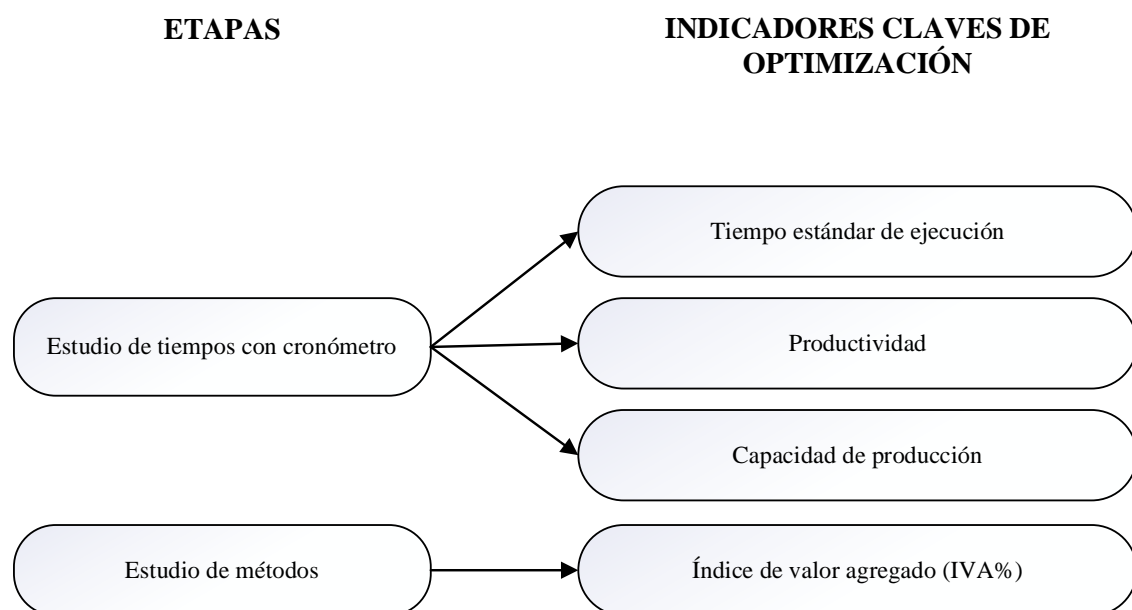 ETAPAS
INDICADORES CLAVES DE
OPTIMIZACIÓN
Tiempo estándar de ejecución
Estudio de tiempos con cronómetro
Productividad
Capacidad de producción
Estudio de métodos
Índice de valor agregado (IVA%)